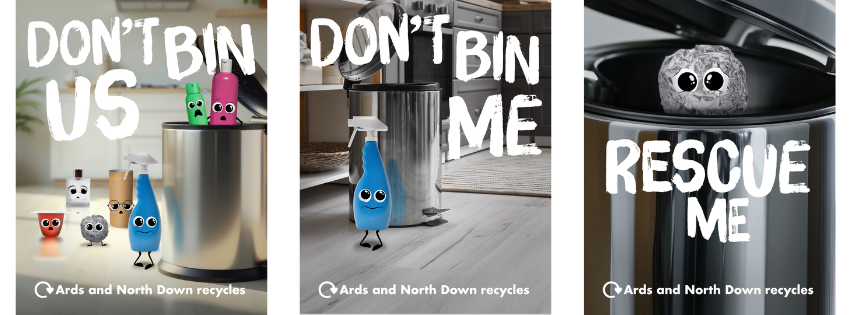 DON'T BIN
US
Ards and North Down recycles
DON'T BIN
ME
Ards and North Down recycles
RESCUE
ME
Ards and North Down recycles